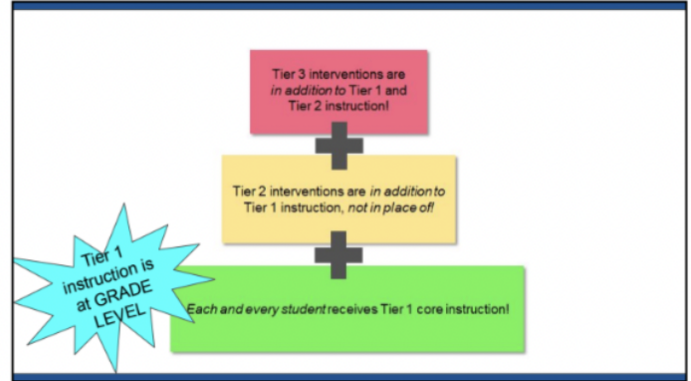 Tier 3 interventions are
in addition to Tier 1 and
Tier 2 instruction!
Tier 2 interventions are in addition to
Tier 1 instruction, not in place of!
Tier 1
instruction is
at GRADE
LEVEL
Each and every student receives Tier 1 core instruction!